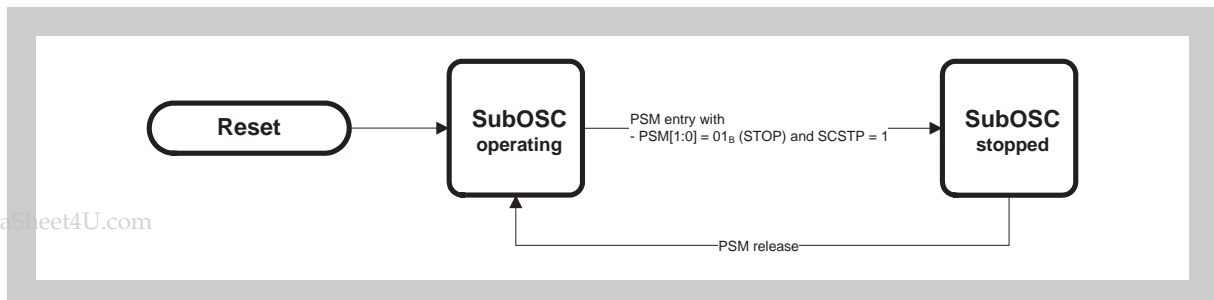 Reset
SubOSC
operating
PSM entry with
- PSM[1:0] = 01B (STOP) and SCSTP = 1
SubOSC
stopped
aSheet4U.com
PSM release